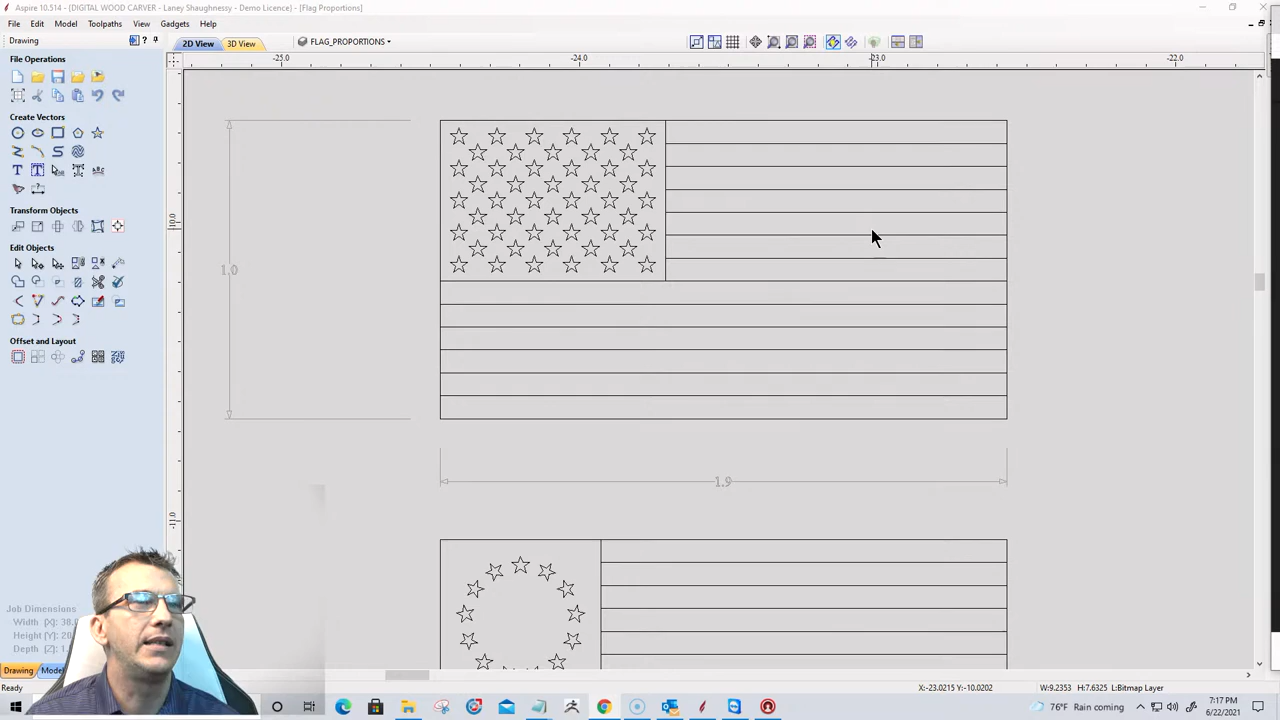 Aspire 10.514 - (DIGITAL WOOD CARVER - Laney Shaughnessy - Demo Licence) - [Flag Proportions]
File Edit Model Toolpaths View Gadgets Help
Drawing
2D View 3D View FLAG_PROPORTIONS
-25.0 -24.0 -23.0 -22.0
File Operations
Create Vectors
Transform Objects
Edit Objects
Offset and Layout
1.0
1.9
Job Dimensions
Width (X): 
Height (Y): 
Depth (Z): 
Drawing
Ready
X:-23.0215 Y:-10.0202 W:9.2353 H:7.6325 L:Bitmap Layer
76°F Rain coming
7:17 PM
6/22/2021